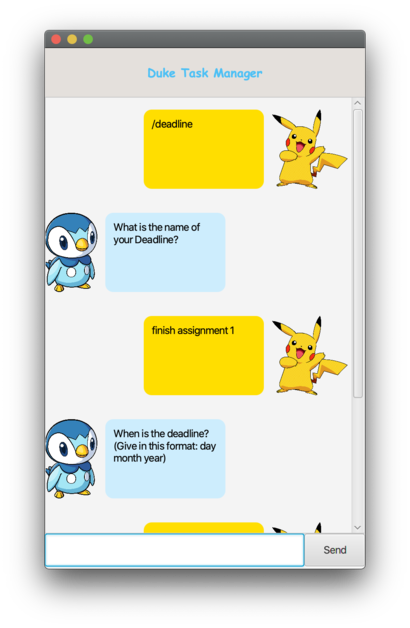 Duke Task Manager
/deadline
What is the name of
your Deadline?
finish assignment 1
When is the deadline?
(Give in this format: day
month year)
Send